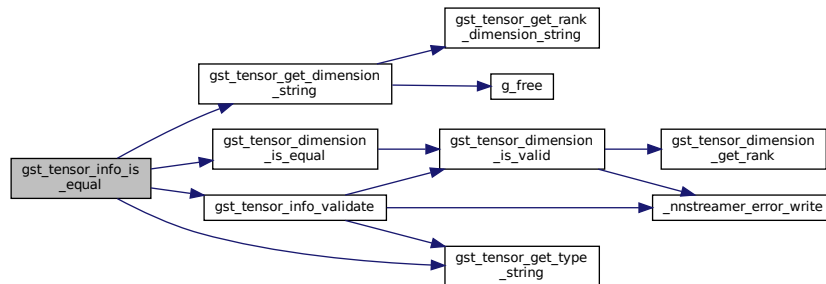 gst_tensor_info_is
_equal
gst_tensor_get_dimension
_string
gst_tensor_get_rank
_dimension_string
g_free
gst_tensor_dimension
_is_equal
gst_tensor_dimension
_is_valid
gst_tensor_dimension
_get_rank
gst_tensor_info_validate
_nnstreamer_error_write
gst_tensor_get_type
_string